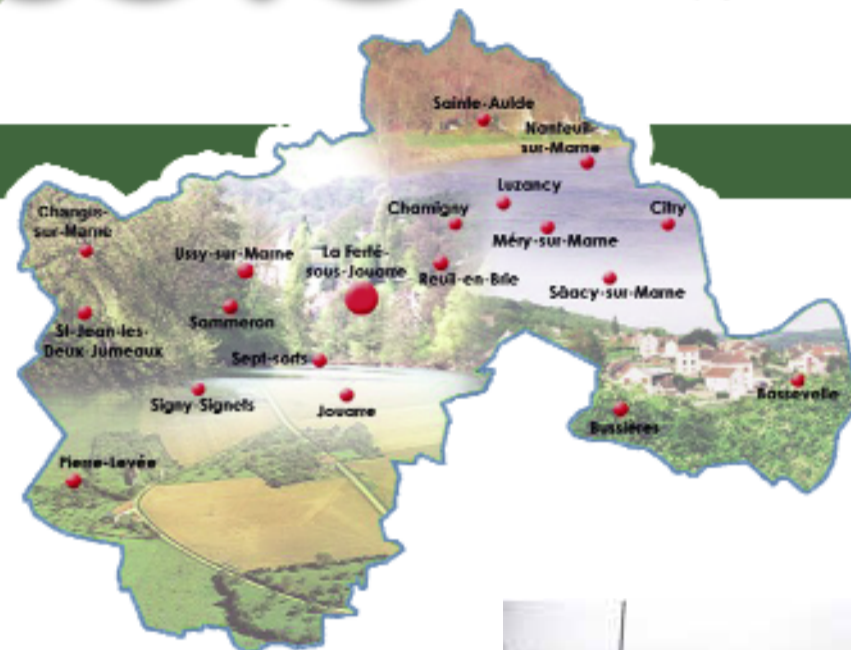 Sainte-Aulde
Nanteuil-
sur-Marne
Luzancy
Changis-
sur-Marne
Chamigny
Citry
Méry-sur-Marne
Ussy-sur-Marne
La Ferté-
sous-Jouarre
Reuil-en-Brie
Sâacy-sur-Marne
Sammeron
St-Jean-les-
Deux-Jumeaux
Sept-sorts
Bassevelle
Signy-Signets
Jouarre
Bussières
Pierre-Levée